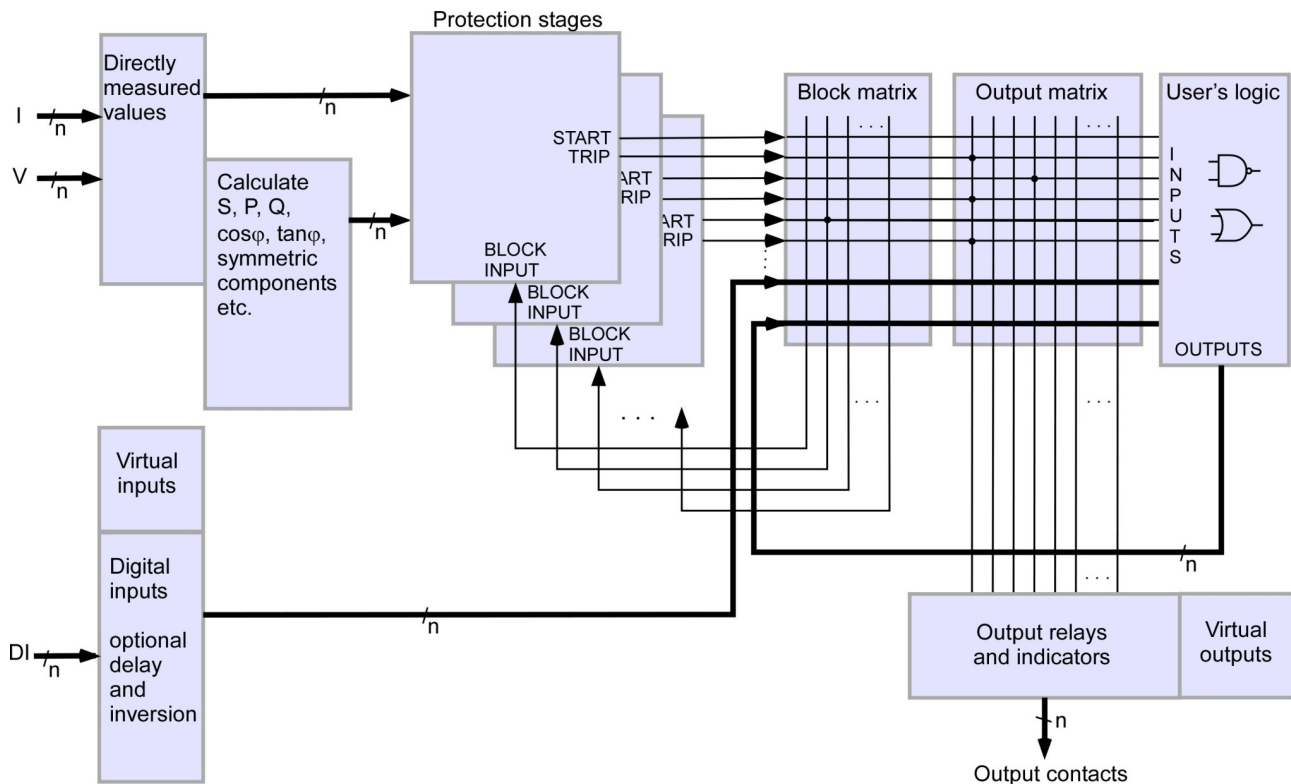 Protection stages
Directly
measured
values
I
n
V
n
n
Calculate
S, P, Q,
cosφ, tanφ,
symmetric
components
etc.
n
START
TRIP
ART
RIP
ART
RIP
BLOCK
INPUT
BLOCK
INPUT
BLOCK
INPUT
. . .
Block matrix
. . .
. . .
Output matrix
. . .
. . .
. . .
User's logic
I
N
P
U
T
S
OUTPUTS
n
Virtual
inputs
Digital
inputs
optional
delay
and
inversion
DI
n
n
Output relays
and indicators
Virtual
outputs
n
Output contacts